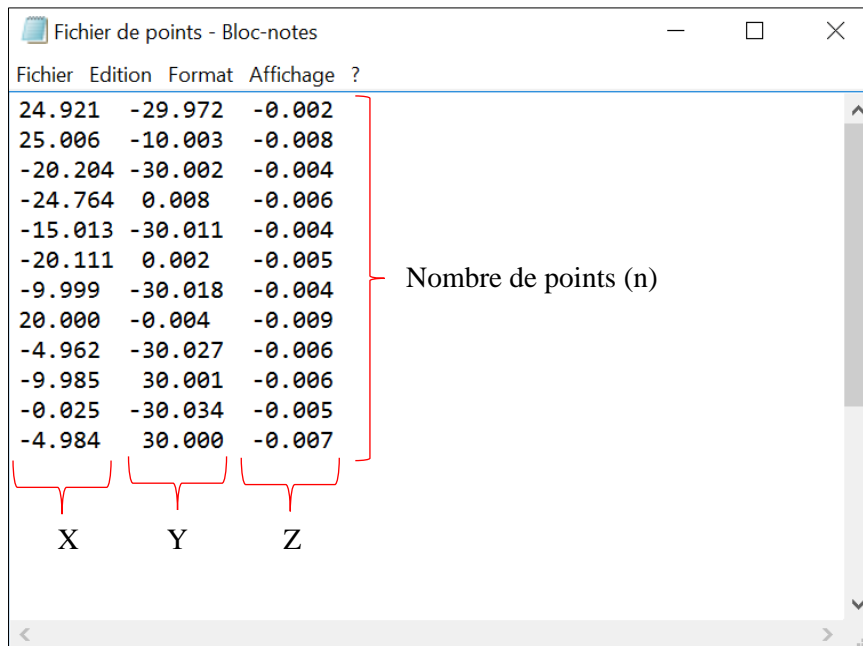 Fichier de points - Bloc-notes
Fichier Edition Format Affichage ?
24.921 -29.972 -0.002
25.006 -10.003 -0.008
-20.204 -30.002 -0.004
-24.764 0.008 -0.006
-15.013 -30.011 -0.004
-20.111 0.002 -0.005
-9.999 -30.018 -0.004
20.000 -0.004 -0.009
-4.962 -30.027 -0.006
-9.985 30.001 -0.006
-0.025 -30.034 -0.005
-4.984 30.000 -0.007
Nombre de points (n)
X Y Z